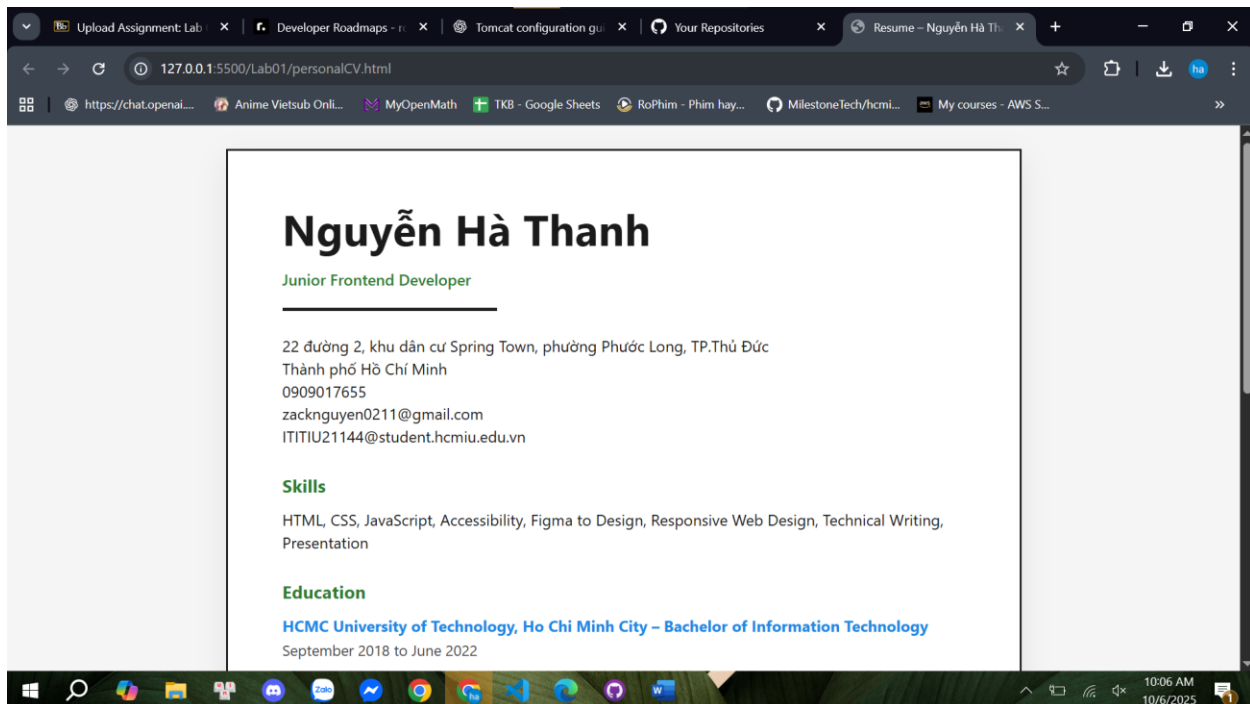 Upload Assignment: Lab
Developer Roadmaps - ro
Tomcat configuration gui
Your Repositories
Resume – Nguyễn Hà Tha
127.0.0.1:5500/Lab01/personalCV.html
ha
https://chat.openai....
Anime Vietsub Onli...
MyOpenMath
TKB - Google Sheets
RoPhim - Phim hay...
MilestoneTech/hcmi...
My courses - AWS S...
Nguyễn Hà Thanh
Junior Frontend Developer
22 đường 2, khu dân cư Spring Town, phường Phước Long, TP.Thủ Đức
Thành phố Hồ Chí Minh
0909017655
zacknguyen0211@gmail.com
ITITIU21144@student.hcmiu.edu.vn
Skills
HTML, CSS, JavaScript, Accessibility, Figma to Design, Responsive Web Design, Technical Writing,
Presentation
Education
HCMC University of Technology, Ho Chi Minh City – Bachelor of Information Technology
September 2018 to June 2022
Zalo
10:06 AM
10/6/2025